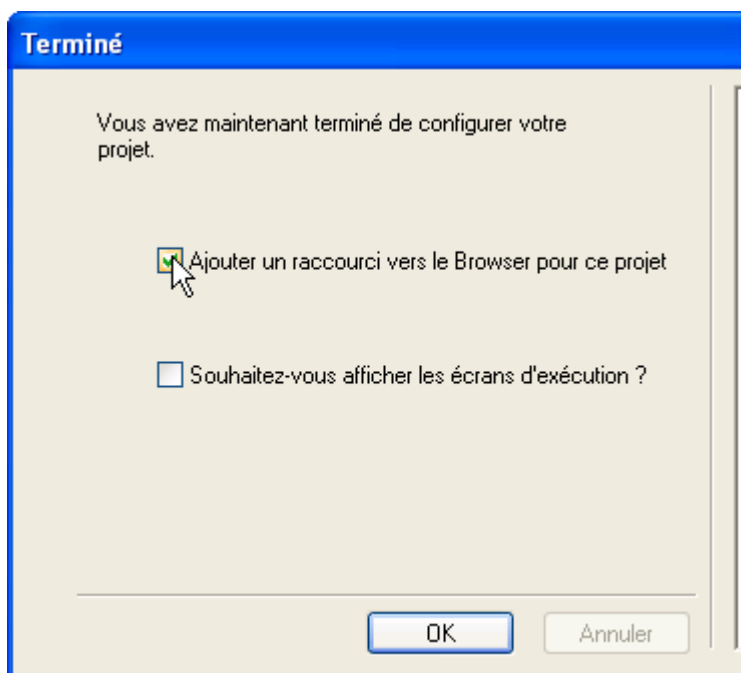 Terminé
Vous avez maintenant terminé de configurer votre
projet.
Ajouter un raccourci vers le Browser pour ce projet
Souhaitez-vous afficher les écrans d'exécution ?
OK
Annuler